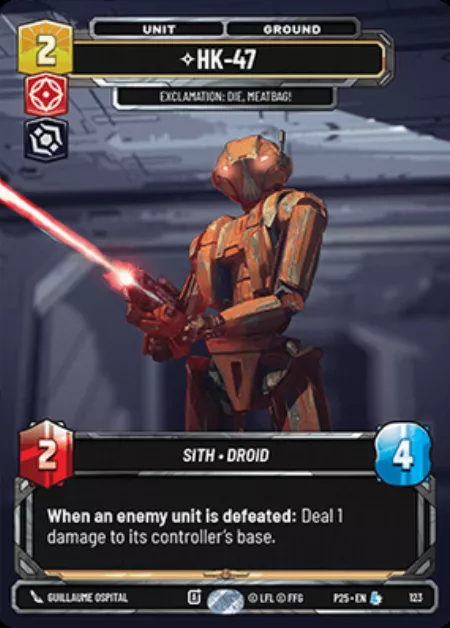 UNIT GROUND
2
HK-47
EXCLAMATION: DIE, MEATBAG!
2
SITH • DROID
4
When an enemy unit is defeated: Deal 1
damage to its controller's base.
GUILLAUME OSPITAL
© LFL © FFG
P25 • EN
123